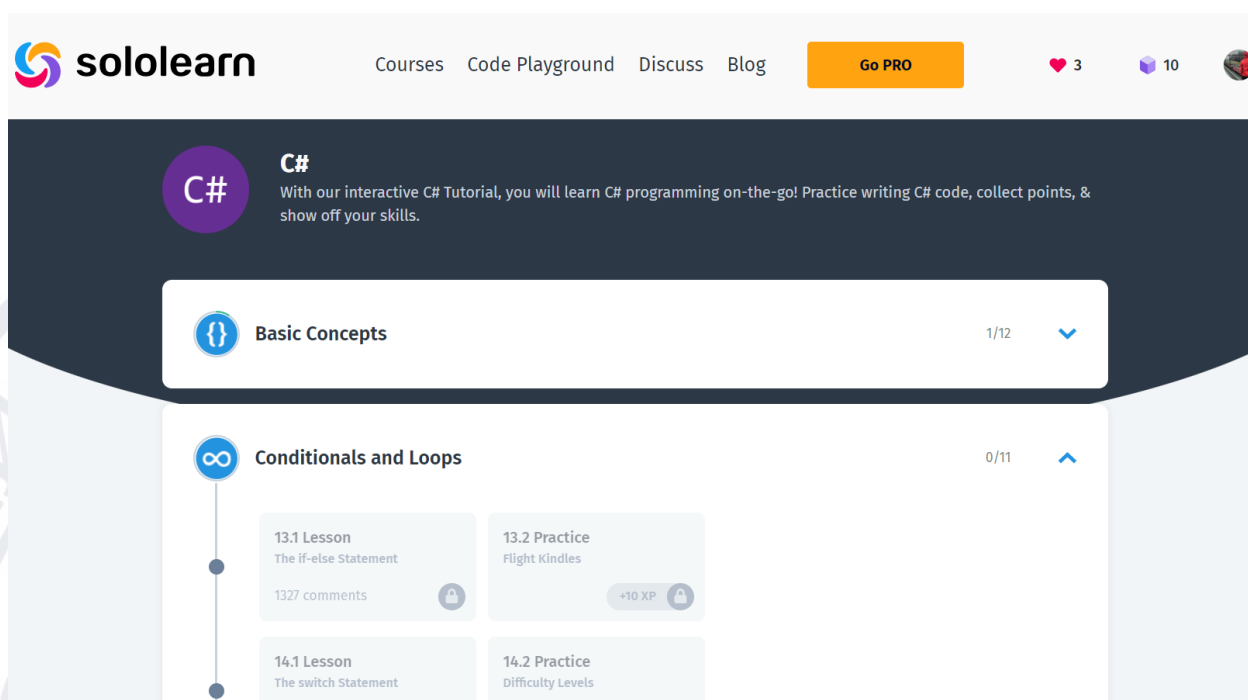 sololearn
Courses Code Playground Discuss Blog Go PRO 3 10
C#
C#
With our interactive C# Tutorial, you will learn C# programming on-the-go! Practice writing C# code, collect points, &
show off your skills.
{} Basic Concepts 1/12
Conditionals and Loops 0/11
13.1 Lesson
The if-else Statement
1327 comments
13.2 Practice
Flight Kindles
+10 XP
14.1 Lesson
The switch Statement
14.2 Practice
Difficulty Levels